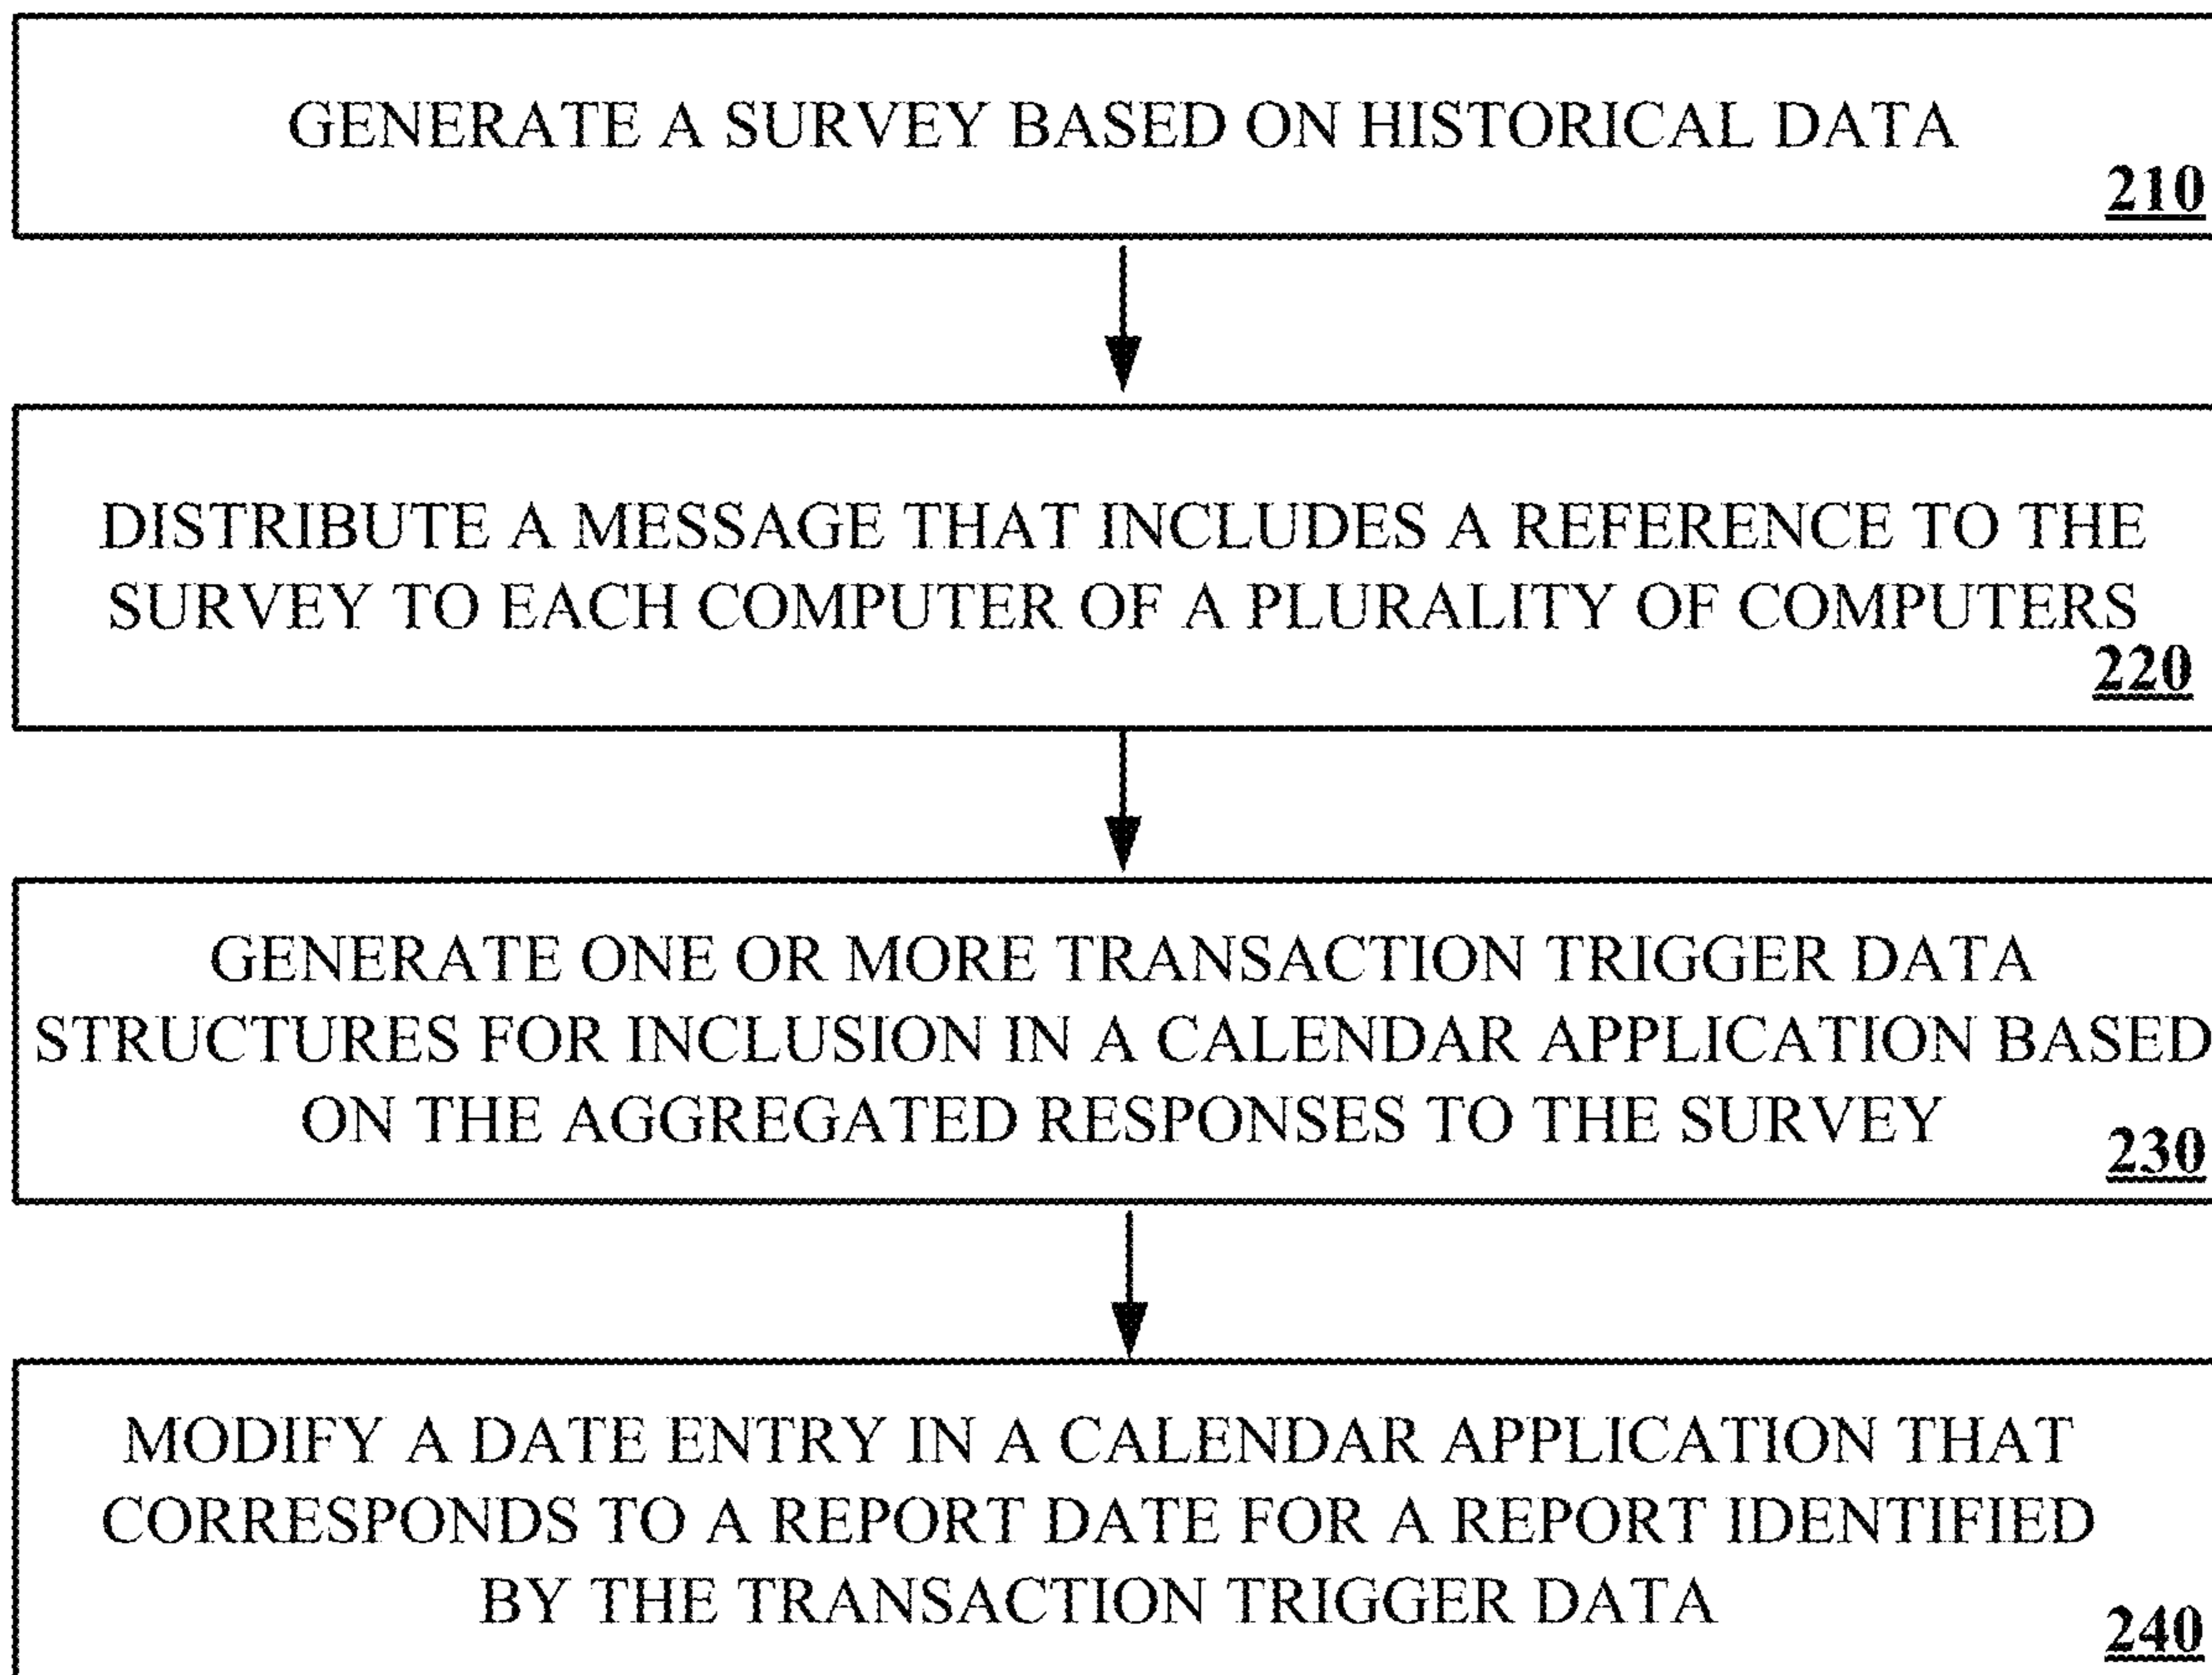 GENERATE A SURVEY BASED ON HISTORICAL DATA
210
DISTRIBUTE A MESSAGE THAT INCLUDES A REFERENCE TO THE
SURVEY TO EACH COMPUTER OF A PLURALITY OF COMPUTERS
220
GENERATE ONE OR MORE TRANSACTION TRIGGER DATA
STRUCTURES FOR INCLUSION IN A CALENDAR APPLICATION BASED
ON THE AGGREGATED RESPONSES TO THE SURVEY
230
MODIFY A DATE ENTRY IN A CALENDAR APPLICATION THAT
CORRESPONDS TO A REPORT DATE FOR A REPORT IDENTIFIED
BY THE TRANSACTION TRIGGER DATA
240